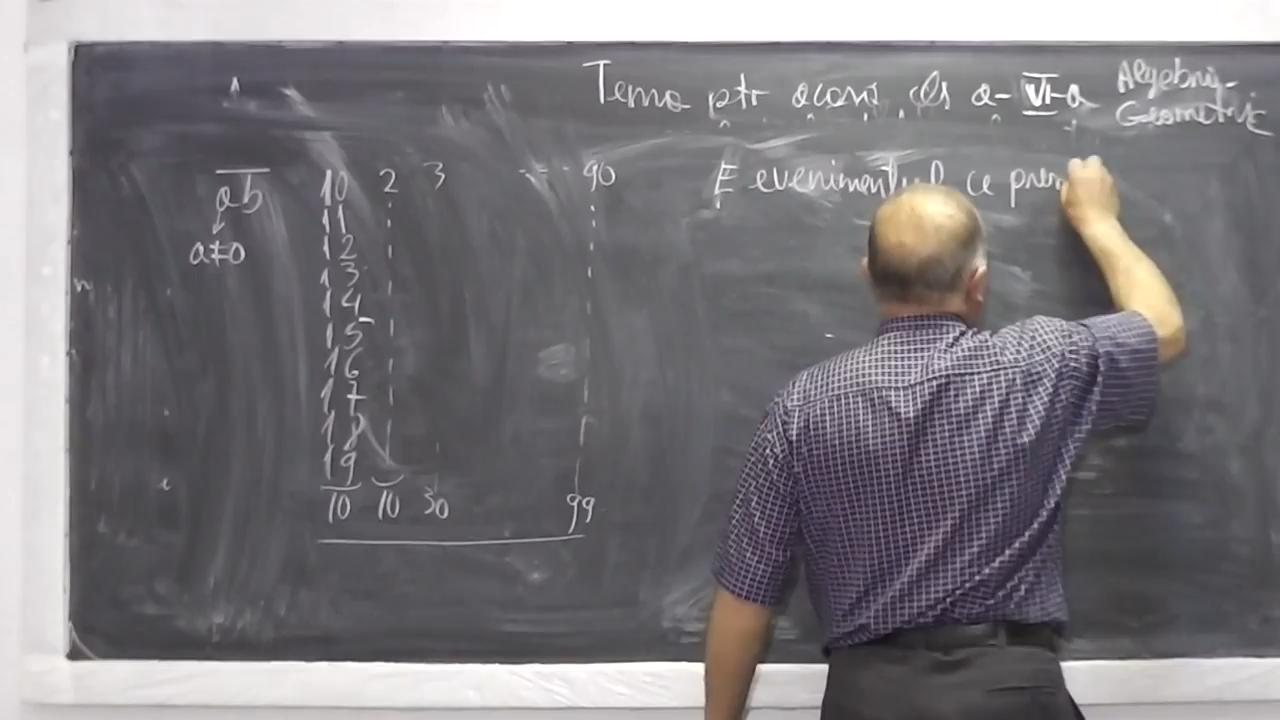 Tema ptr acasă cls a-VI-a Algebră-
Geometrie
E evenimentul ce pre
ab 10 2 3 --- 90
a≠0 11
12
13
14
15
16
17
18
19
10 10 30 99